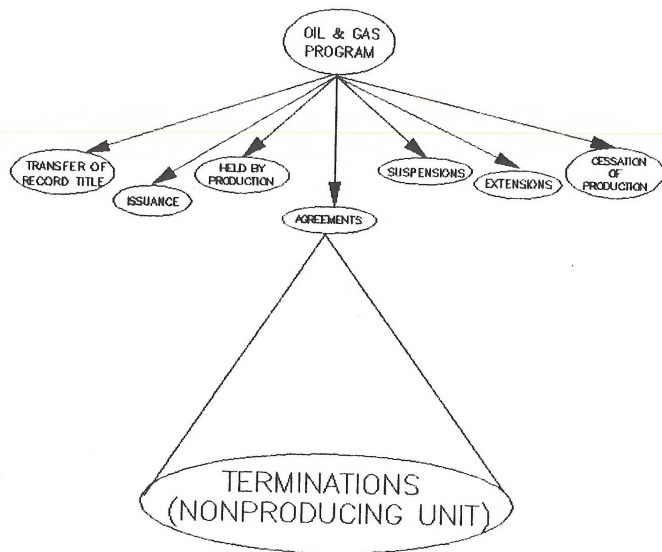 OIL & GAS
PROGRAM
TRANSFER OF
RECORD TITLE
ISSUANCE
HELD BY
PRODUCTION
AGREEMENTS
SUSPENSIONS
EXTENSIONS
CESSATION
OF
PRODUCTION
TERMINATIONS
(NONPRODUCING UNIT)